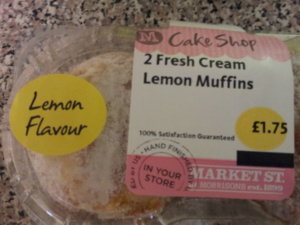 M Cake Shop
2 Fresh Cream
Lemon Muffins
Lemon
Flavour
£1.75
100% Satisfaction Guaranteed
HAND FINISHED
IN YOUR
STORE
MARKET ST.
MORRISONS est. 1899